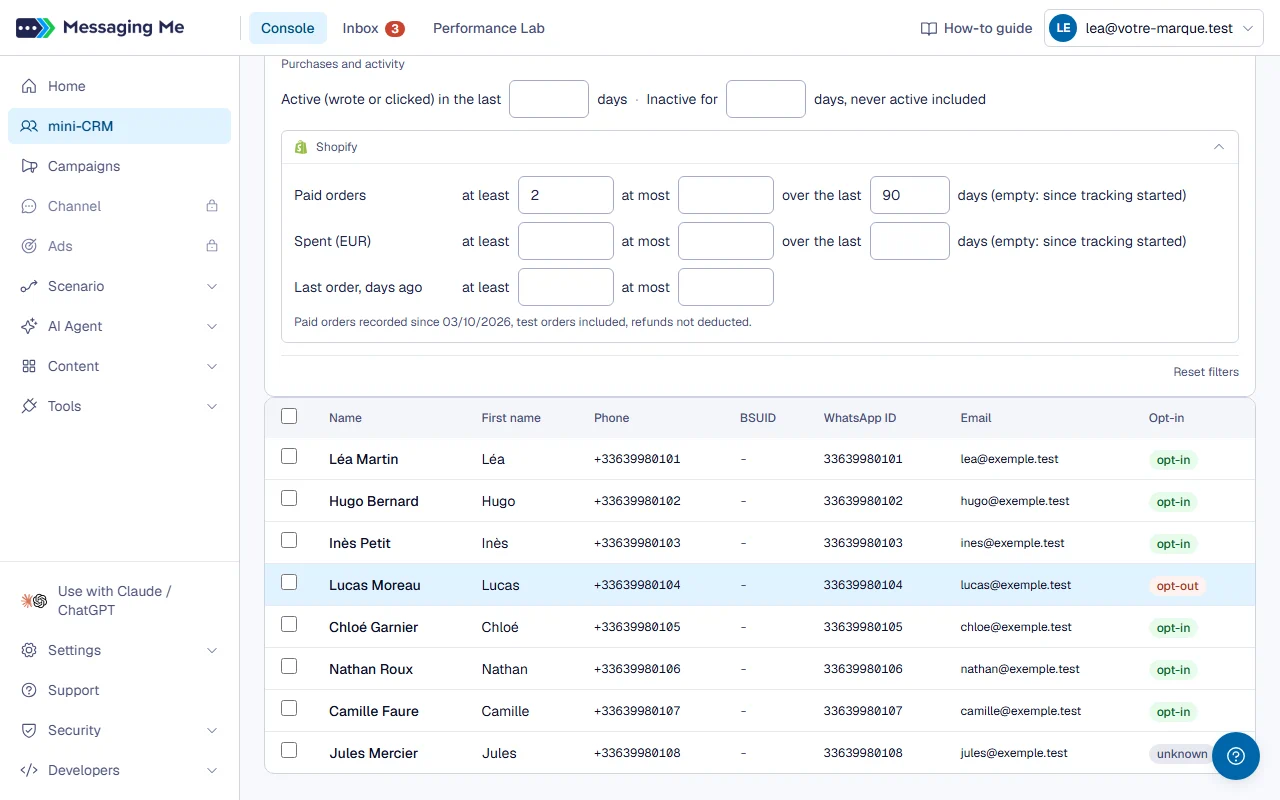 Messaging Me
Console
Inbox 3
Performance Lab
How-to guide
LE lea@votre-marque.test
Home
mini-CRM
Campaigns
Channel
Ads
Scenario
AI Agent
Content
Tools
Use with Claude /
ChatGPT
Settings
Support
Security
Developers
Purchases and activity
Active (wrote or clicked) in the last days · Inactive for days, never active included
Shopify
Paid orders at least 2 at most over the last 90 days (empty: since tracking started)
Spent (EUR) at least at most over the last days (empty: since tracking started)
Last order, days ago at least at most
Paid orders recorded since 03/10/2026, test orders included, refunds not deducted.
Reset filters
Name First name Phone BSUID WhatsApp ID Email Opt-in
Léa Martin Léa +33639980101 - 33639980101 lea@exemple.test opt-in
Hugo Bernard Hugo +33639980102 - 33639980102 hugo@exemple.test opt-in
Inès Petit Inès +33639980103 - 33639980103 ines@exemple.test opt-in
Lucas Moreau Lucas +33639980104 - 33639980104 lucas@exemple.test opt-out
Chloé Garnier Chloé +33639980105 - 33639980105 chloe@exemple.test opt-in
Nathan Roux Nathan +33639980106 - 33639980106 nathan@exemple.test opt-in
Camille Faure Camille +33639980107 - 33639980107 camille@exemple.test opt-in
Jules Mercier Jules +33639980108 - 33639980108 jules@exemple.test unknown